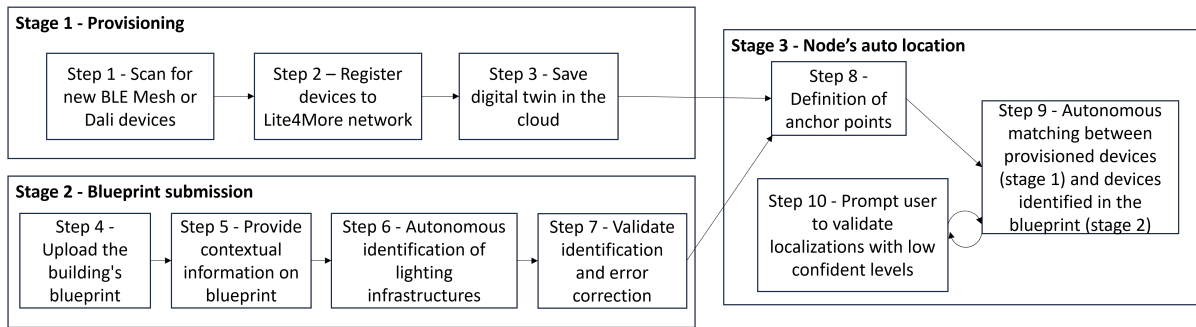 Stage 1 - Provisioning
Step 1 - Scan for
new BLE Mesh or
Dali devices
Step 2 – Register
devices to
Lite4More network
Step 3 - Save
digital twin in the
cloud
Stage 2 - Blueprint submission
Step 4 -
Upload the
building's
blueprint
Step 5 - Provide
contextual
information on
blueprint
Step 6 - Autonomous
identification of
lighting
infrastructures
Step 7 - Validate
identification
and error
correction
Stage 3 - Node's auto location
Step 8 -
Definition of
anchor points
Step 9 - Autonomous
matching between
provisioned devices
(stage 1) and devices
identified in the
blueprint (stage 2)
Step 10 - Prompt user
to validate
localizations with low
confident levels